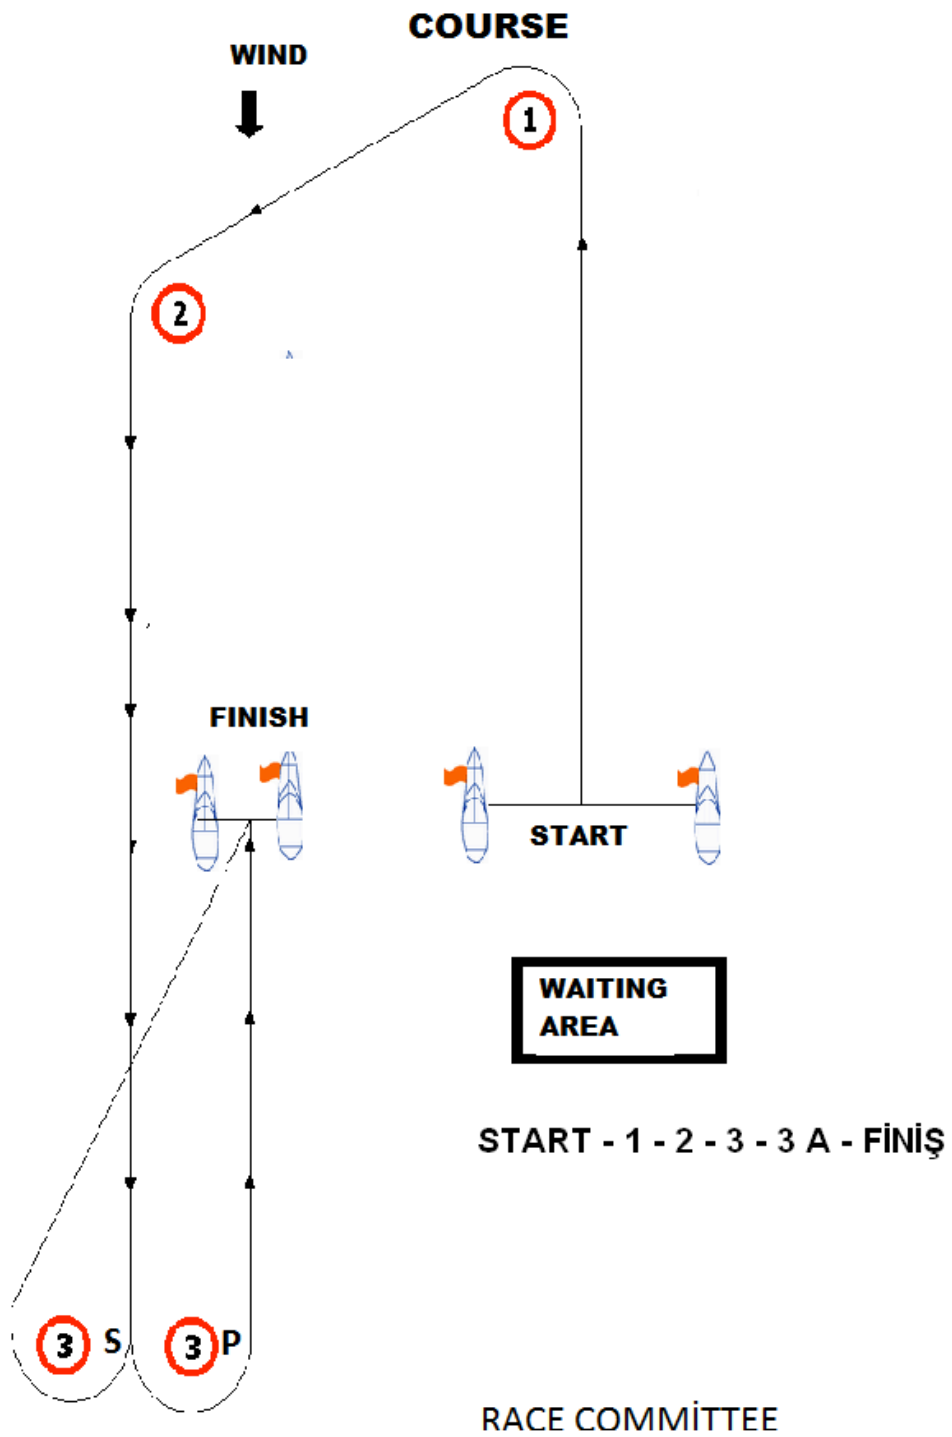 COURSE
WIND
1
2
FINISH
START
WAITING
AREA
START - 1 - 2 - 3 - 3 A - FİNİŞ
3 S 3 P
RACE COMMİTTEE